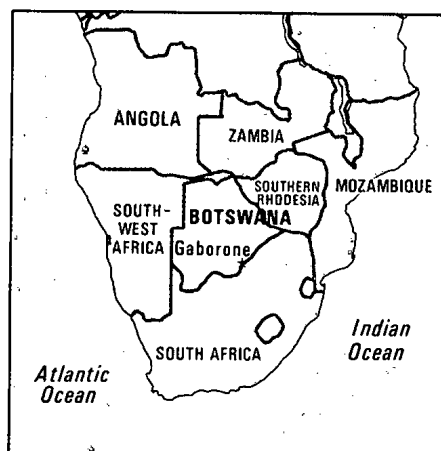 ANGOLA
ZAMBIA
SOUTHERN
RHODESIA
MOZAMBIQUE
SOUTH-
WEST
AFRICA
BOTSWANA
Gaborone
SOUTH AFRICA
Indian
Ocean
Atlantic
Ocean